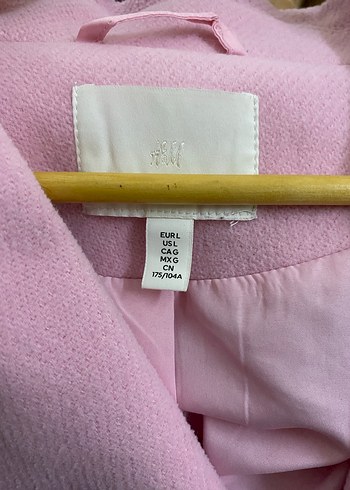 H&M
EUR L
US L
CA G
MX G
CN
175/104A